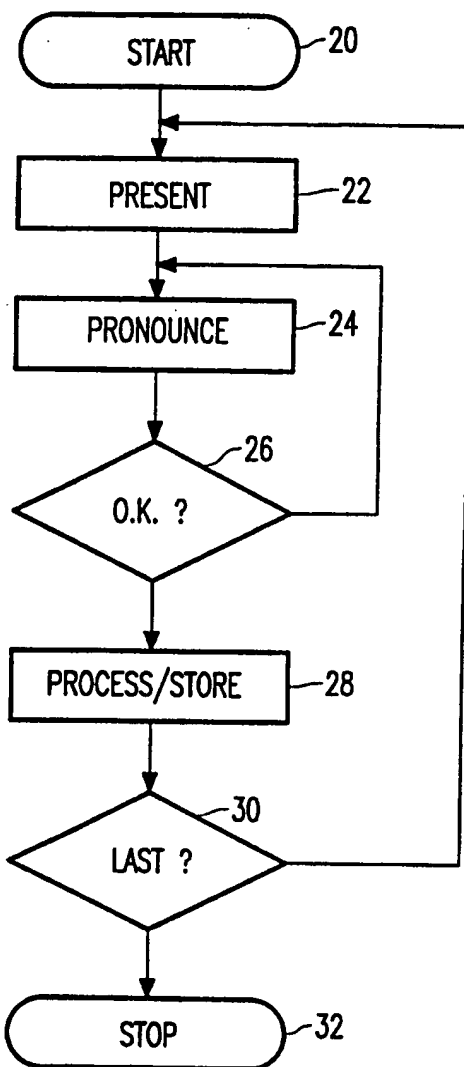 START
20
PRESENT
22
PRONOUNCE
24
26
O.K. ?
PROCESS/STORE
28
30
LAST ?
STOP
32